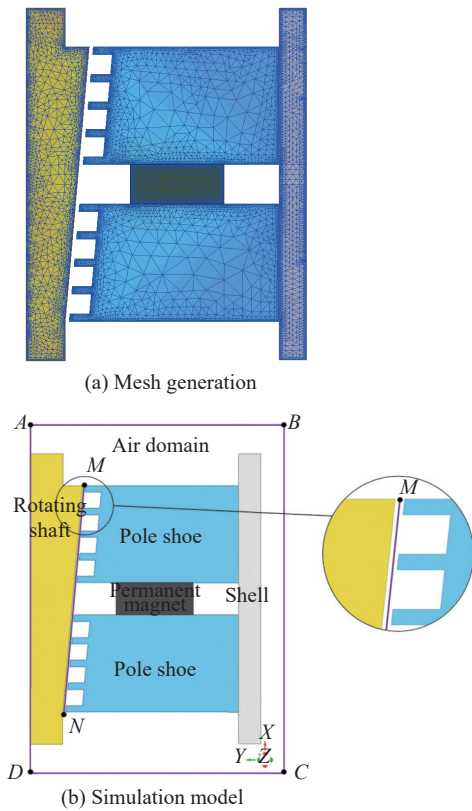 (a) Mesh generation
A
B
Air domain
M
M
Rotating
shaft
Pole shoe
Permanent
magnet
Shell
Pole shoe
N
X
Y
Z
D
C
(b) Simulation model